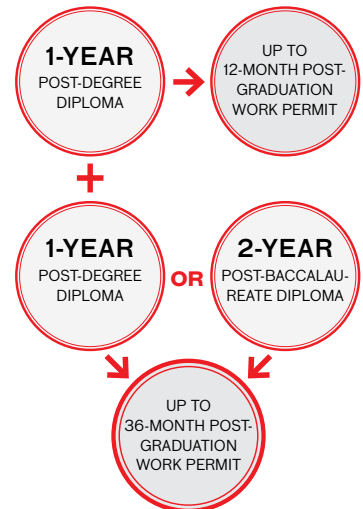 1-YEAR
POST-DEGREE
DIPLOMA
UP TO
12-MONTH POST-
GRADUATION
WORK PERMIT
+
1-YEAR
POST-DEGREE
DIPLOMA
OR
2-YEAR
POST-BACCALAU-
REATE DIPLOMA
UP TO
36-MONTH POST-
GRADUATION
WORK PERMIT